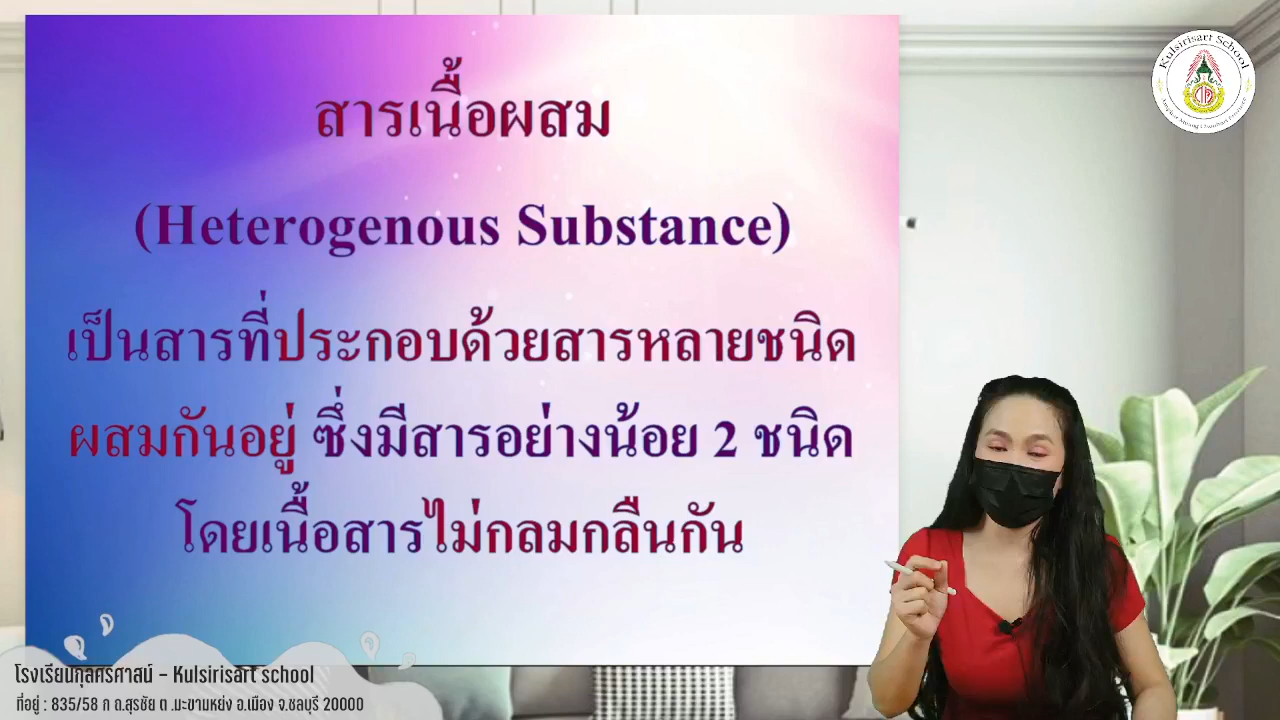 สารเนื้อผสม
(Heterogenous Substance)
เป็นสารที่ประกอบด้วยสารหลายชนิด
ผสมกันอยู่ ซึ่งมีสารอย่างน้อย 2 ชนิด
โดยเนื้อสารไม่กลมกลืนกัน
Kulsirisart School
โรงเรียนกุลศิริศาสน์ - Kulsirisart school
ที่อยู่ : 835/58 ก ถ.สุรชัย ต .มะขามหย่ง อ.เมือง จ.ชลบุรี 20000